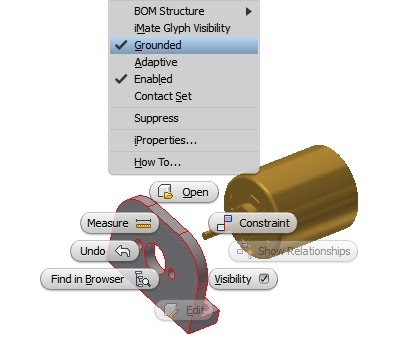 BOM Structure
iMate Glyph Visibility
Grounded
Adaptive
Enabled
Contact Set
Suppress
iProperties...
How To...
Open
Measure
Constraint
Undo
Show Relationships
Find in Browser
Visibility
Edit